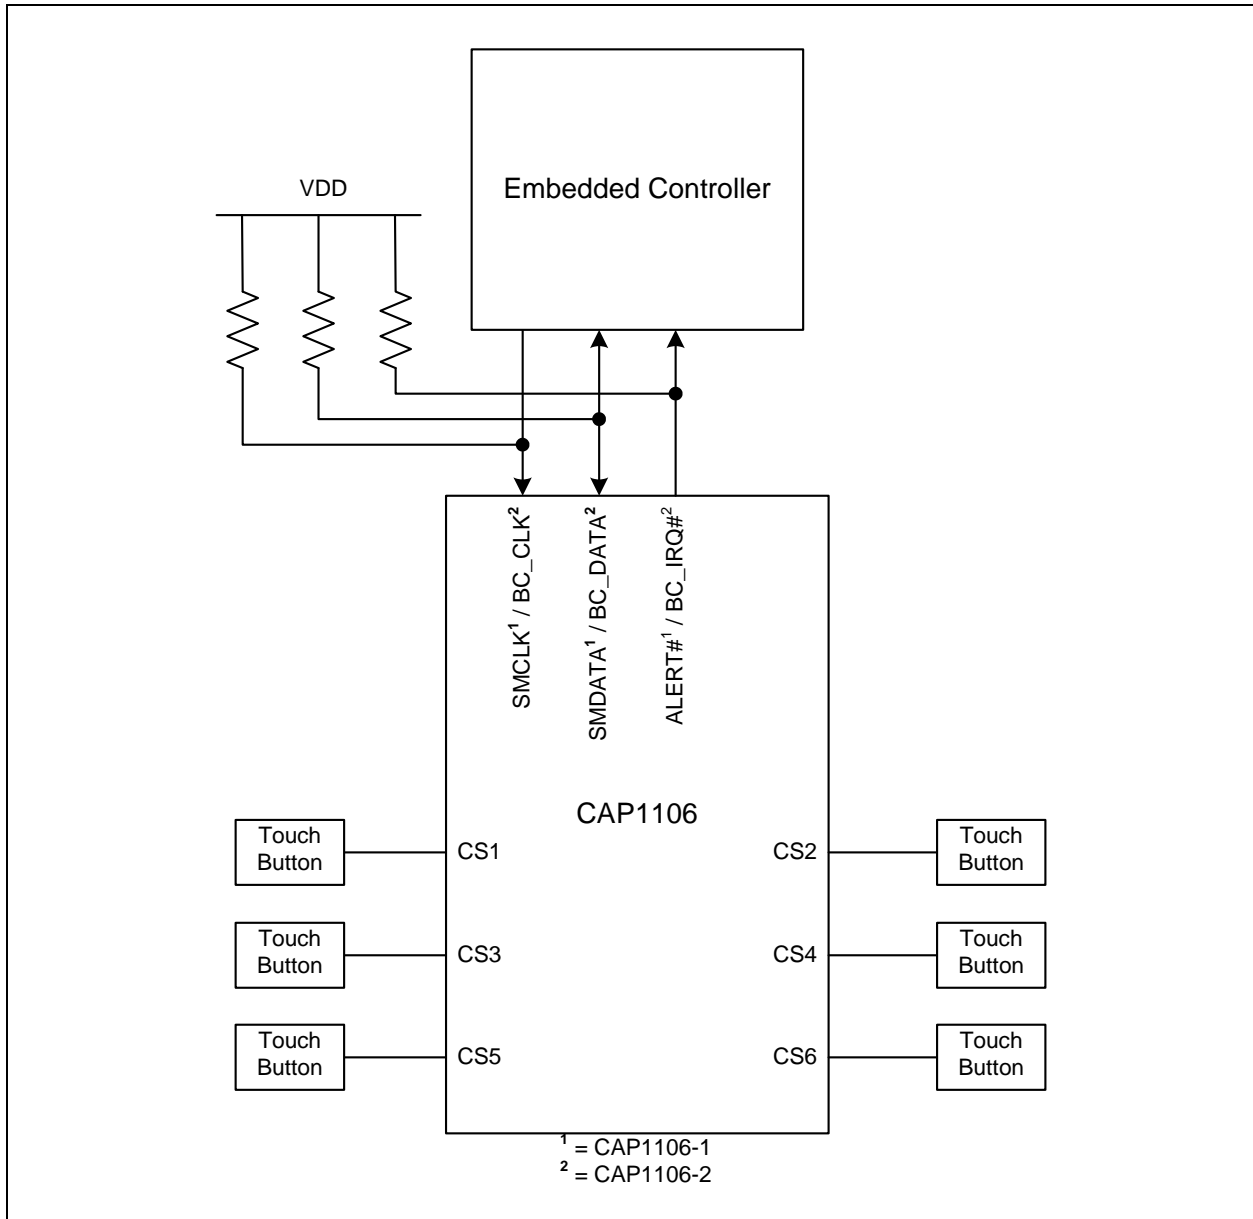 Embedded Controller
VDD
SMCLK¹ / BC_CLK²
SMDATA¹ / BC_DATA²
ALERT#¹ / BC_IRQ#²
CAP1106
Touch
Button
CS1
CS2
Touch
Button
Touch
Button
CS3
CS4
Touch
Button
Touch
Button
CS5
CS6
Touch
Button
¹ = CAP1106-1
² = CAP1106-2